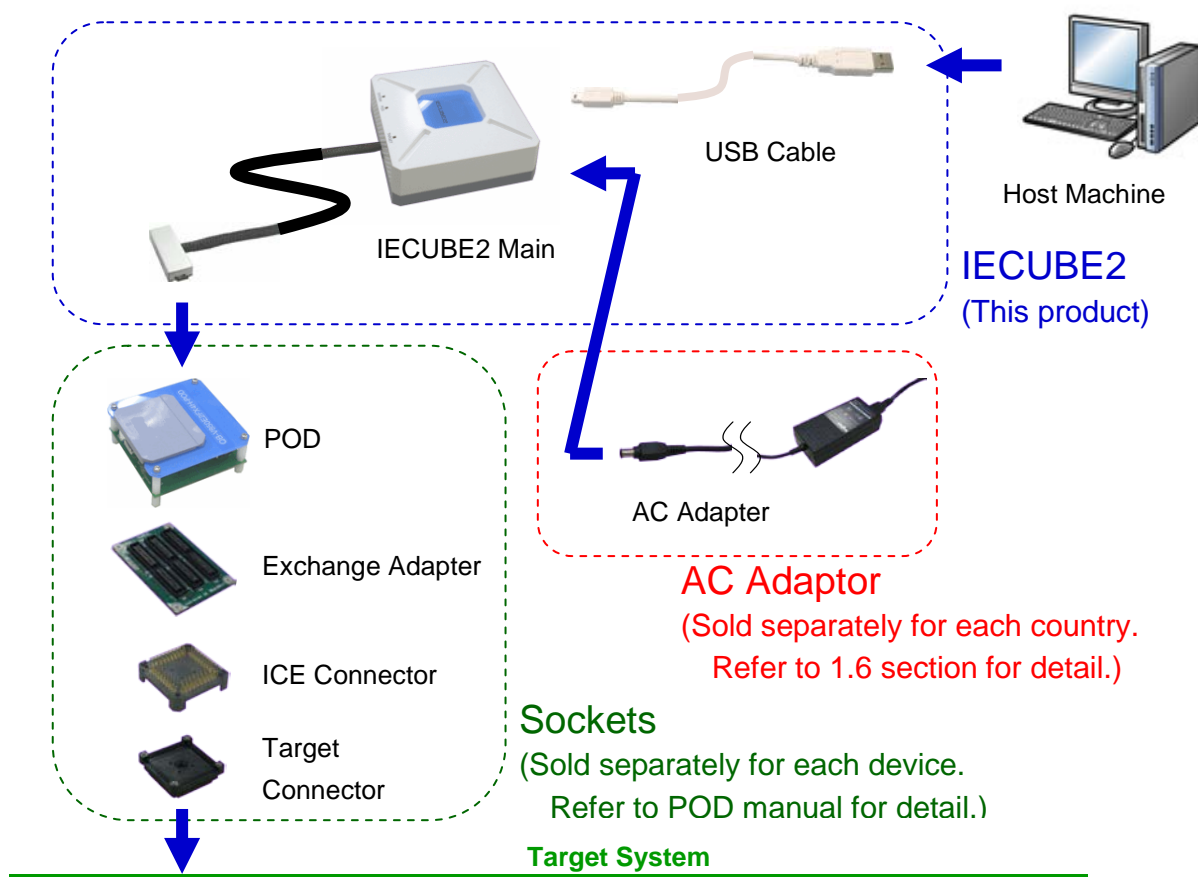 USB Cable
Host Machine
IECUBE2 Main
IECUBE2
(This product)
POD
AC Adapter
Exchange Adapter
AC Adaptor
(Sold separately for each country.
Refer to 1.6 section for detail.)
ICE Connector
Sockets
(Sold separately for each device.
Refer to POD manual for detail.)
Target
Connector
Target System